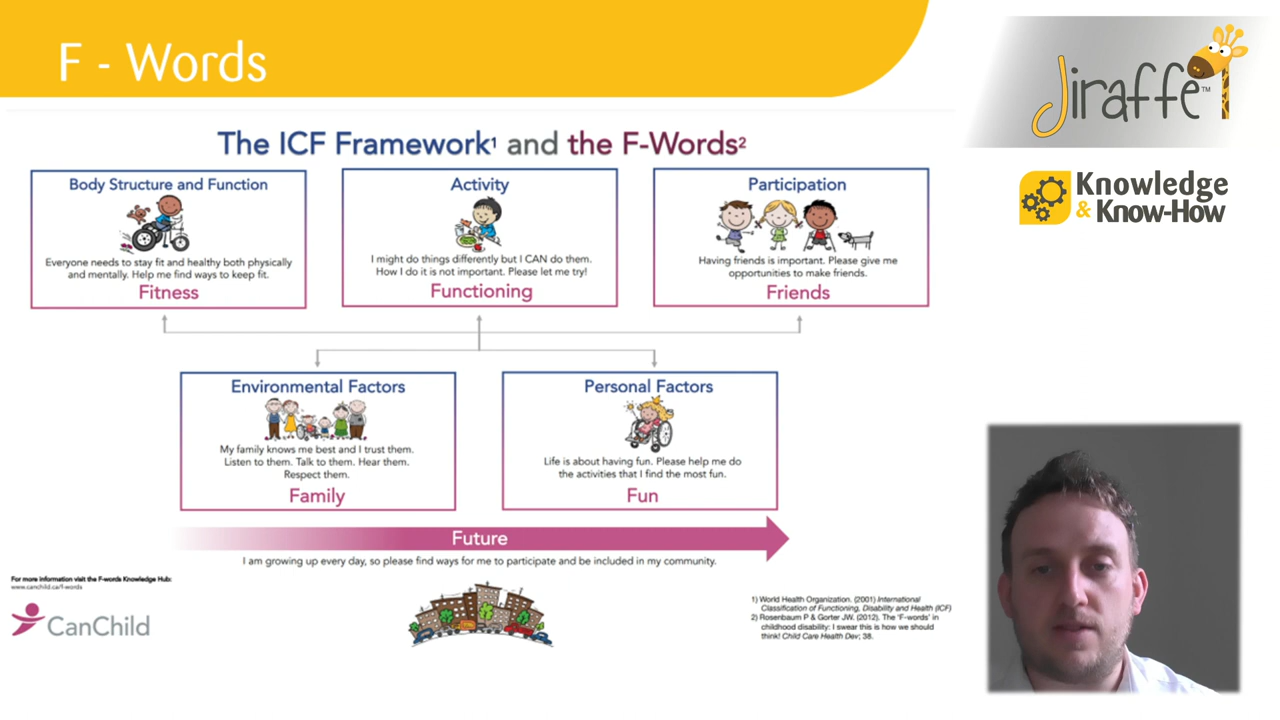 F - Words
Jiraffe™
Knowledge
& Know-How
The ICF Framework¹ and the F-Words²
Body Structure and Function
Everyone needs to stay fit and healthy both physically
and mentally. Help me find ways to keep fit.
Fitness
Activity
I might do things differently but I CAN do them.
How I do it is not important. Please let me try!
Functioning
Participation
Having friends is important. Please give me
opportunities to make friends.
Friends
Environmental Factors
My family knows me best and I trust them.
Listen to them. Talk to them. Hear them.
Respect them.
Family
Personal Factors
Life is about having fun. Please help me do
the activities that I find the most fun.
Fun
Future
I am growing up every day, so please find ways for me to participate and be included in my community.
For more information visit the F-words Knowledge Hub:
www.canchild.ca/f-words
CanChild
1) World Health Organization. (2001) International
Classification of Functioning, Disability and Health (ICF)
2) Rosenbaum P & Gorter JW. (2012). The 'F-words' in
childhood disability: I swear this is how we should
think! Child Care Health Dev; 38.